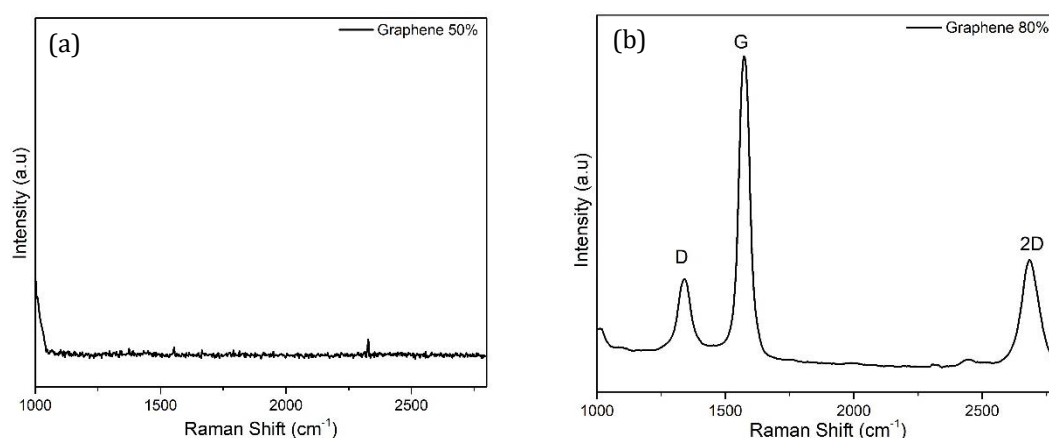 (a)
Graphene 50%
Intensity (a.u)
1000
1500
2000
2500
Raman Shift (cm⁻¹)
(b)
Graphene 80%
G
D
2D
Intensity (a.u)
1000
1500
2000
2500
Raman Shift (cm⁻¹)